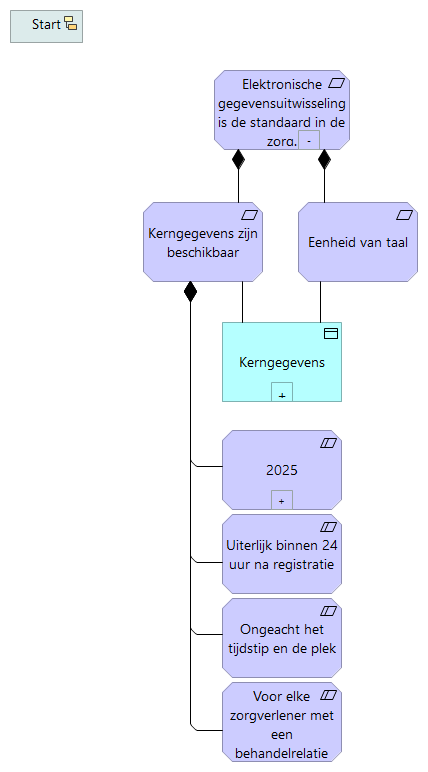 Start
Elektronische
gegevensuitwisseling
is de standaard in de
zorg.
-
Kerngegevens zijn
beschikbaar
Eenheid van taal
Kerngegevens
+
2025
+
Uiterlijk binnen 24
uur na registratie
Ongeacht het
tijdstip en de plek
Voor elke
zorgverlener met
een
behandelrelatie